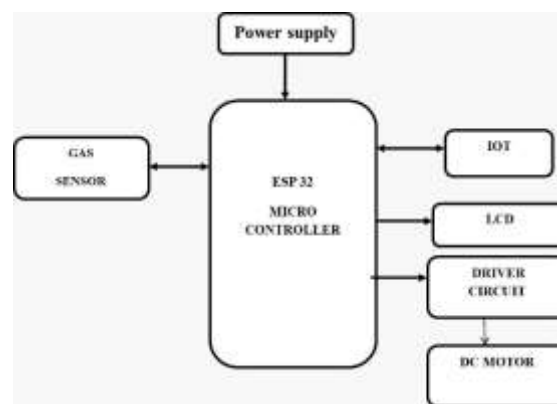 Power supply
GAS
SENSOR
ESP 32
MICRO
CONTROLLER
IOT
LCD
DRIVER
CIRCUIT
DC MOTOR